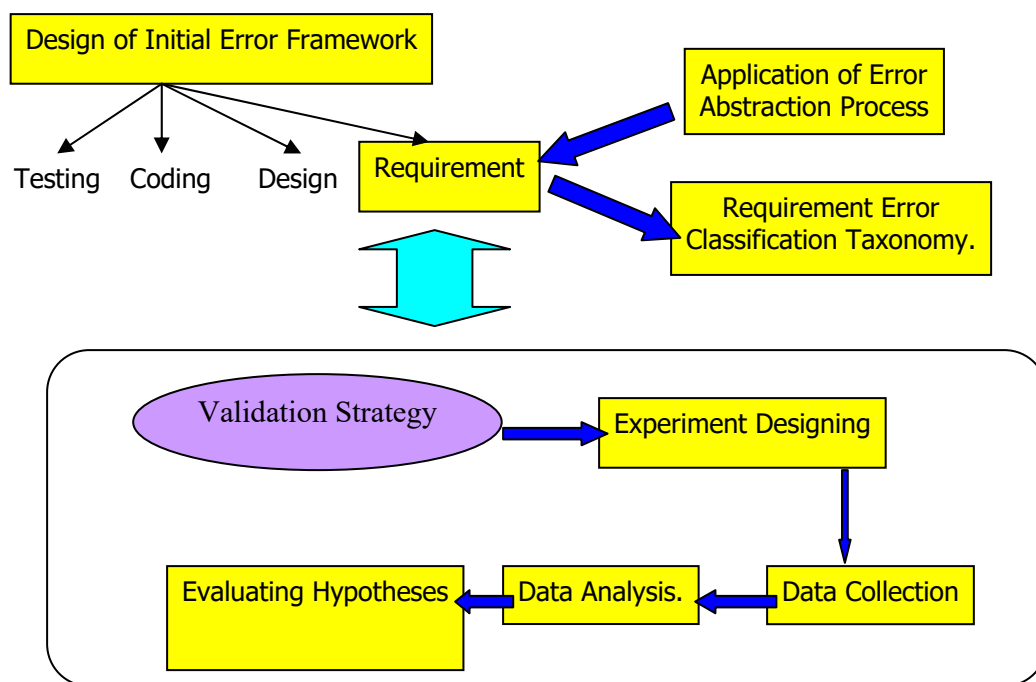 Design of Initial Error Framework
Application of Error
Abstraction Process
Testing
Coding
Design
Requirement
Requirement Error
Classification Taxonomy.
Validation Strategy
Experiment Designing
Evaluating Hypotheses
Data Analysis.
Data Collection